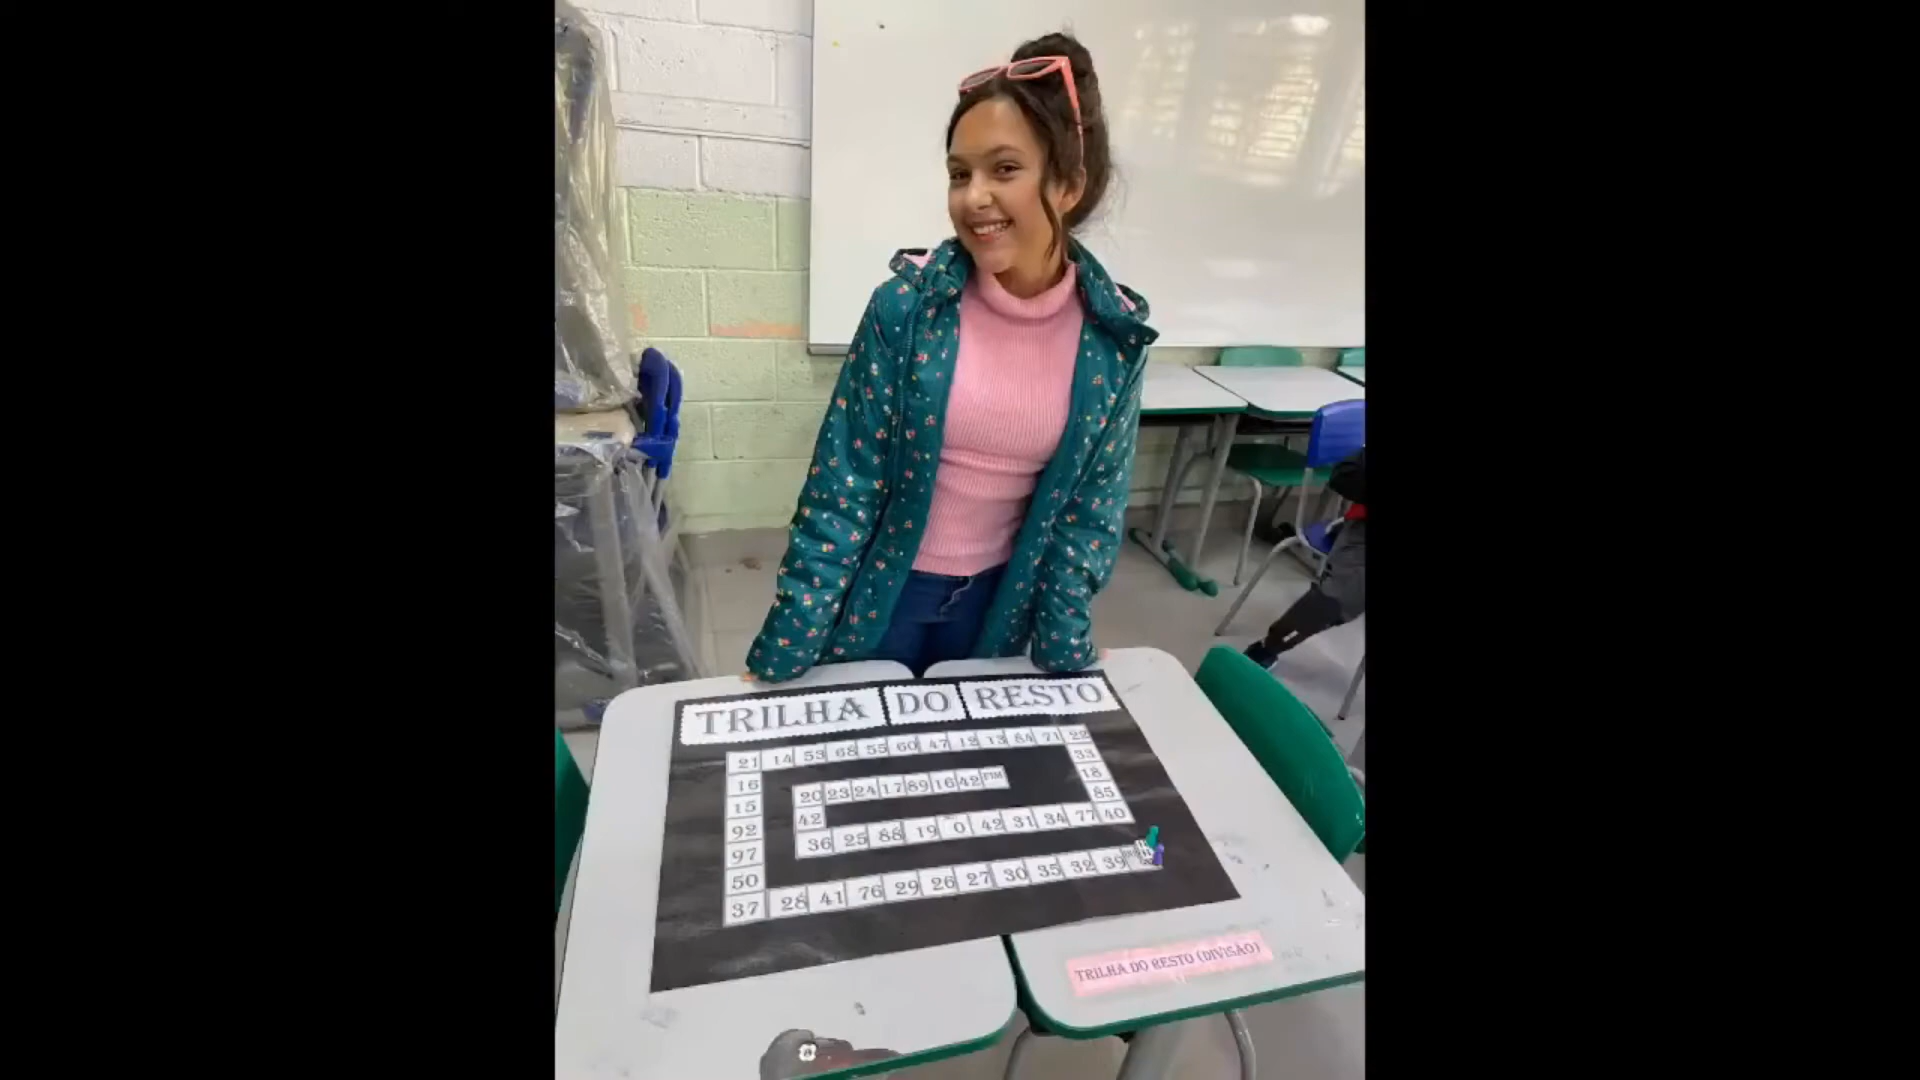 TRILHA DO RESTO
21 14 53 68 55 60 47 12 13 84 71 22
16 33
15 20 23 24 17 89 16 42 FIM 18
92 42 85
97 36 25 88 19 0 42 31 34 77 40
50
37 28 41 76 29 26 27 30 35 32 39
TRILHA DO RESTO (DIVISÃO)